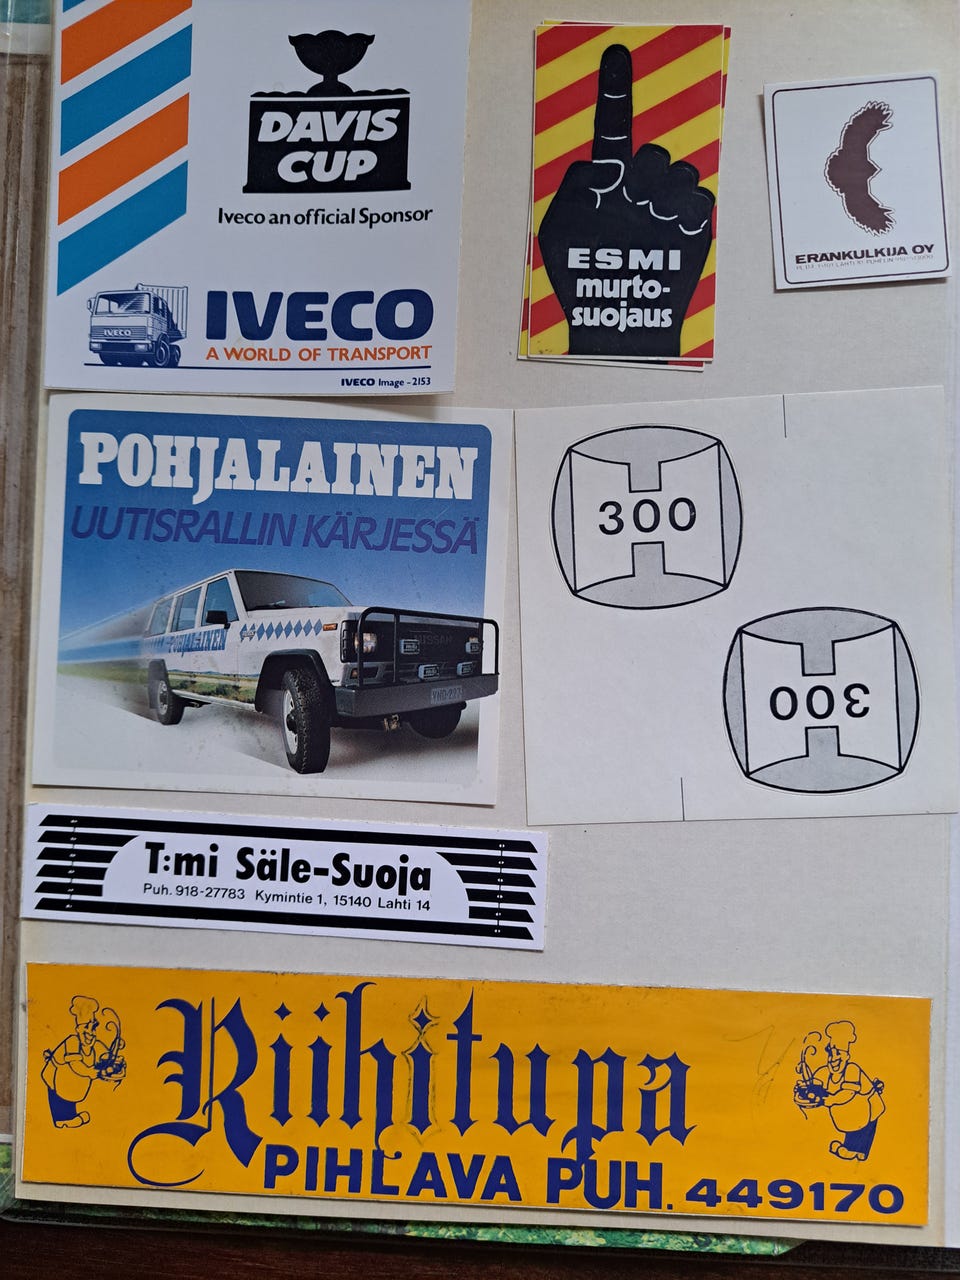 DAVIS
CUP
Iveco an official Sponsor
IVECO
IVECO
A WORLD OF TRANSPORT
IVECO Image - 2153
ESMI
murto-
suojaus
ERANKULKIJA OY
POHJALAINEN
UUTISRALLIN KÄRJESSÄ
POHJALAINEN
NISSAN
300
300
T:mi Säle-Suoja
Puh. 918-27783 Kymintie 1, 15140 Lahti 14
Riihitupa
PIHLAVA PUH. 449170